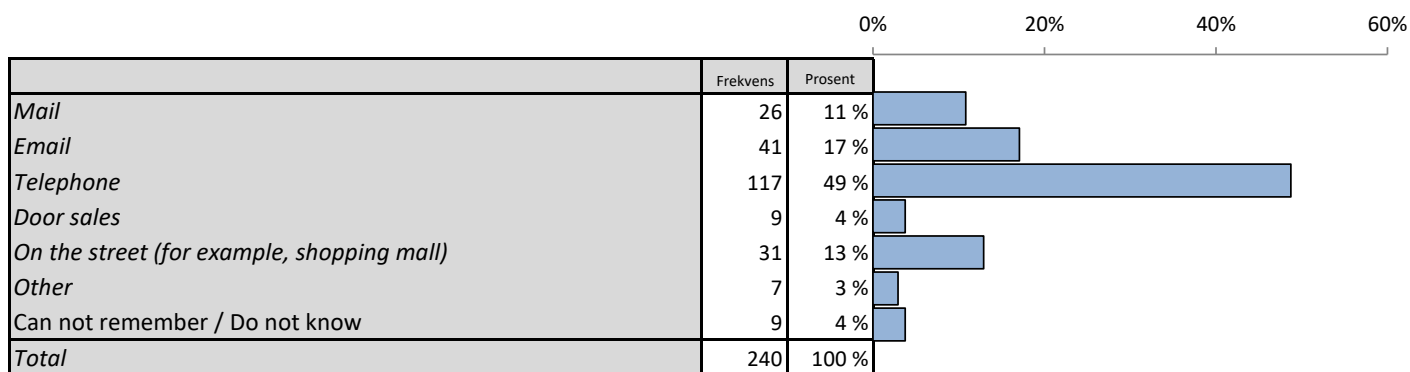 0% 20% 40% 60%
Frekvens Prosent
Mail 26 11 %
Email 41 17 %
Telephone 117 49 %
Door sales 9 4 %
On the street (for example, shopping mall) 31 13 %
Other 7 3 %
Can not remember / Do not know 9 4 %
Total 240 100 %